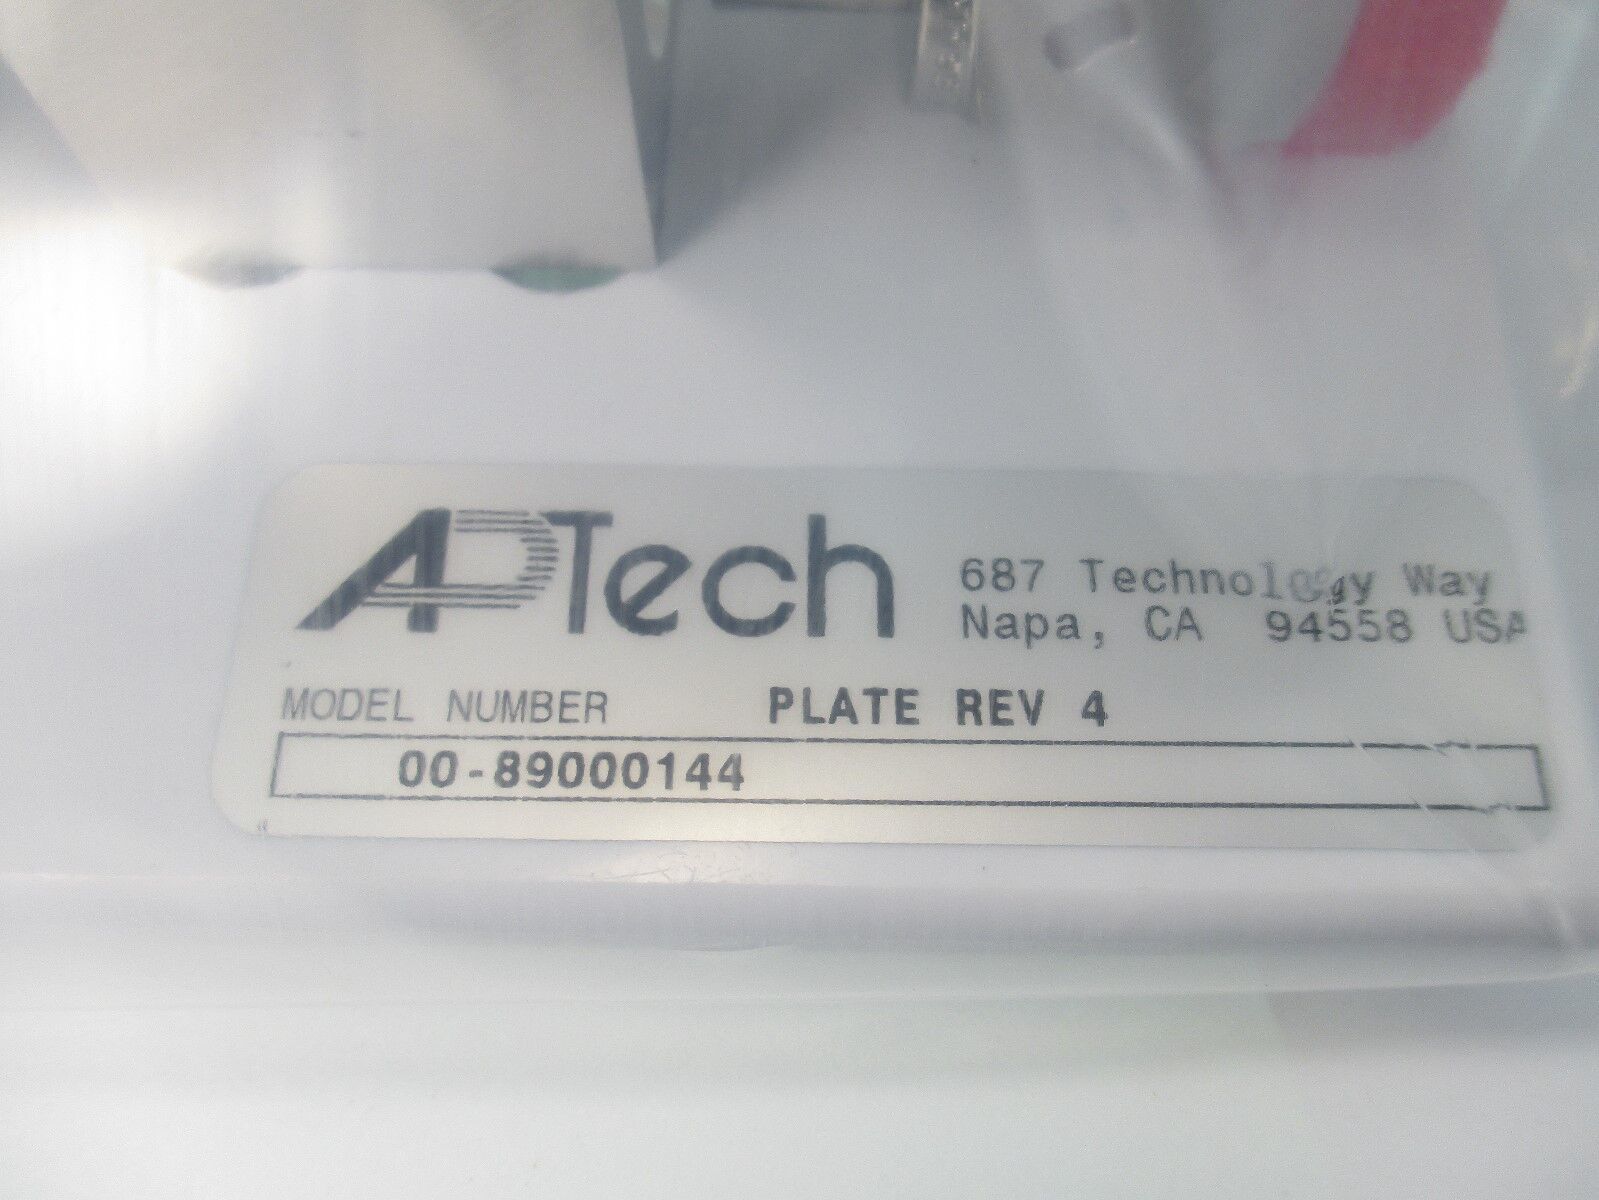 APTech
687 Technology Way
Napa, CA 94558 USA
MODEL NUMBER PLATE REV 4
00-89000144